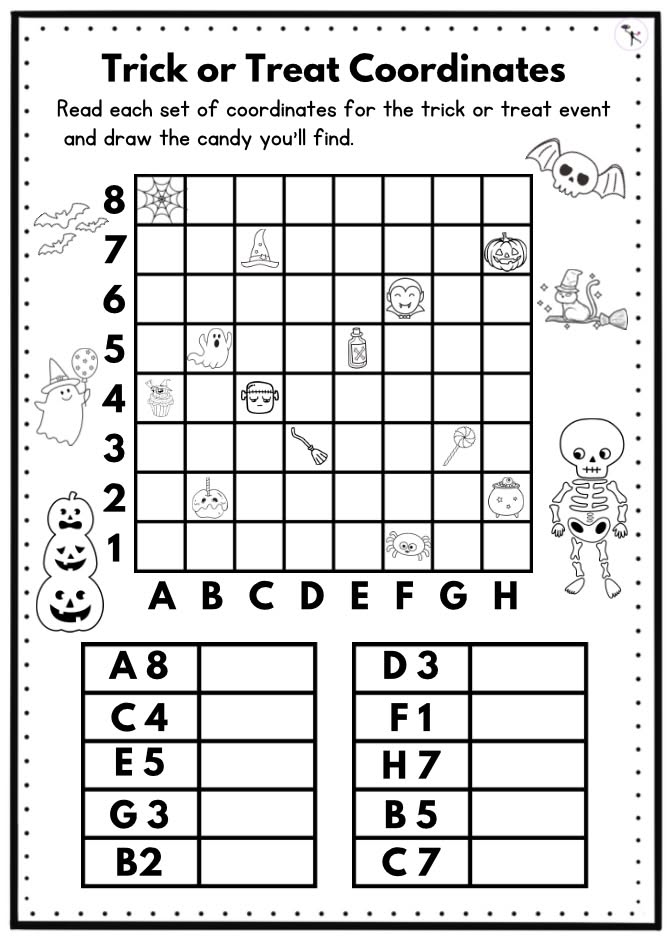 Trick or Treat Coordinates
Read each set of coordinates for the trick or treat event
and draw the candy you'll find.
8
7
6
5
4
3
2
1
A B C D E F G H
A 8
C 4
E 5
G 3
B2
D 3
F 1
H 7
B 5
C 7